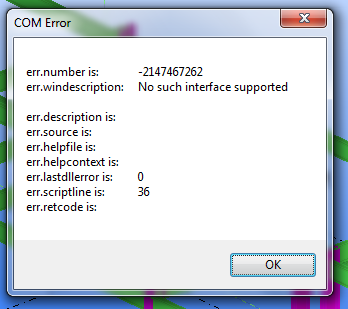 COM Error
err.number is: -2147467262
err.windescription: No such interface supported
err.description is:
err.source is:
err.helpfile is:
err.helpcontext is:
err.lastdllerror is: 0
err.scriptline is: 36
err.retcode is:
OK